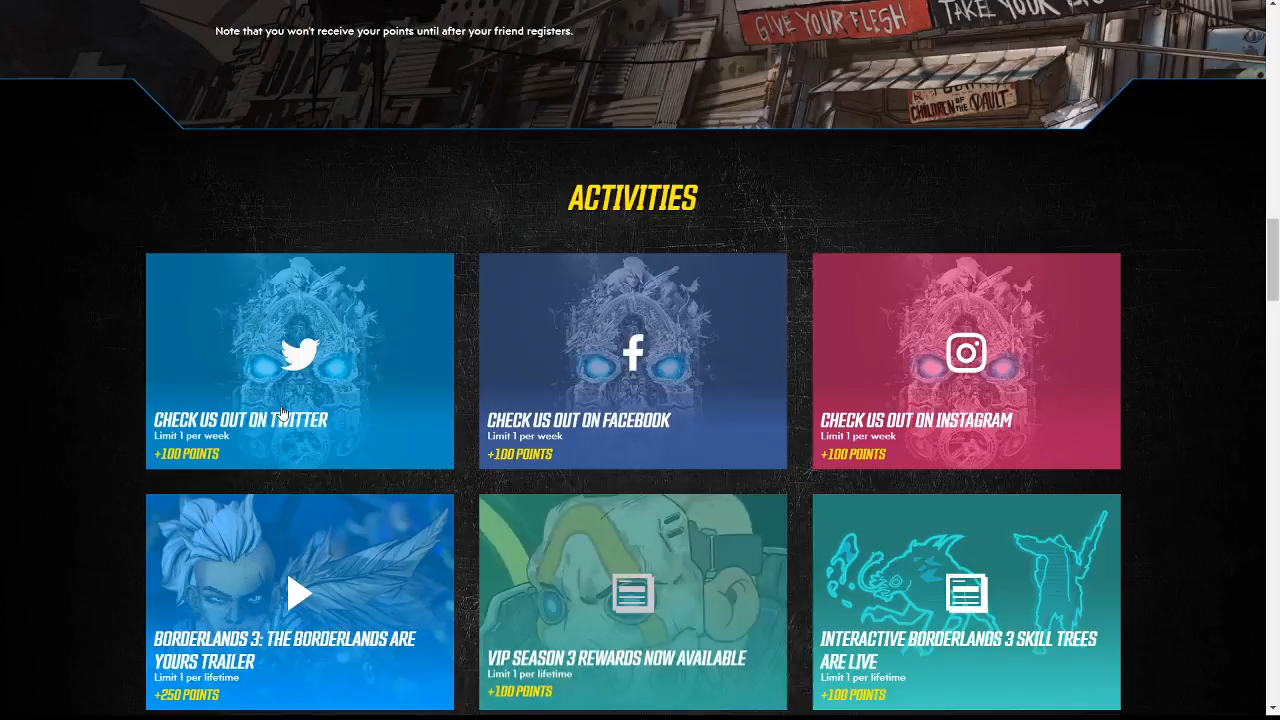 Note that you won't receive your points until after your friend registers.
GIVE YOUR FLESH
TAKE YOUR
CHILDREN
OF THE VAULT
ACTIVITIES
CHECK US OUT ON TWITTER
Limit 1 per week
+100 POINTS
CHECK US OUT ON FACEBOOK
Limit 1 per week
+100 POINTS
CHECK US OUT ON INSTAGRAM
Limit 1 per week
+100 POINTS
BORDERLANDS 3: THE BORDERLANDS ARE
YOURS TRAILER
Limit 1 per lifetime
+250 POINTS
VIP SEASON 3 REWARDS NOW AVAILABLE
Limit 1 per lifetime
+100 POINTS
INTERACTIVE BORDERLANDS 3 SKILL TREES
ARE LIVE
Limit 1 per lifetime
+100 POINTS